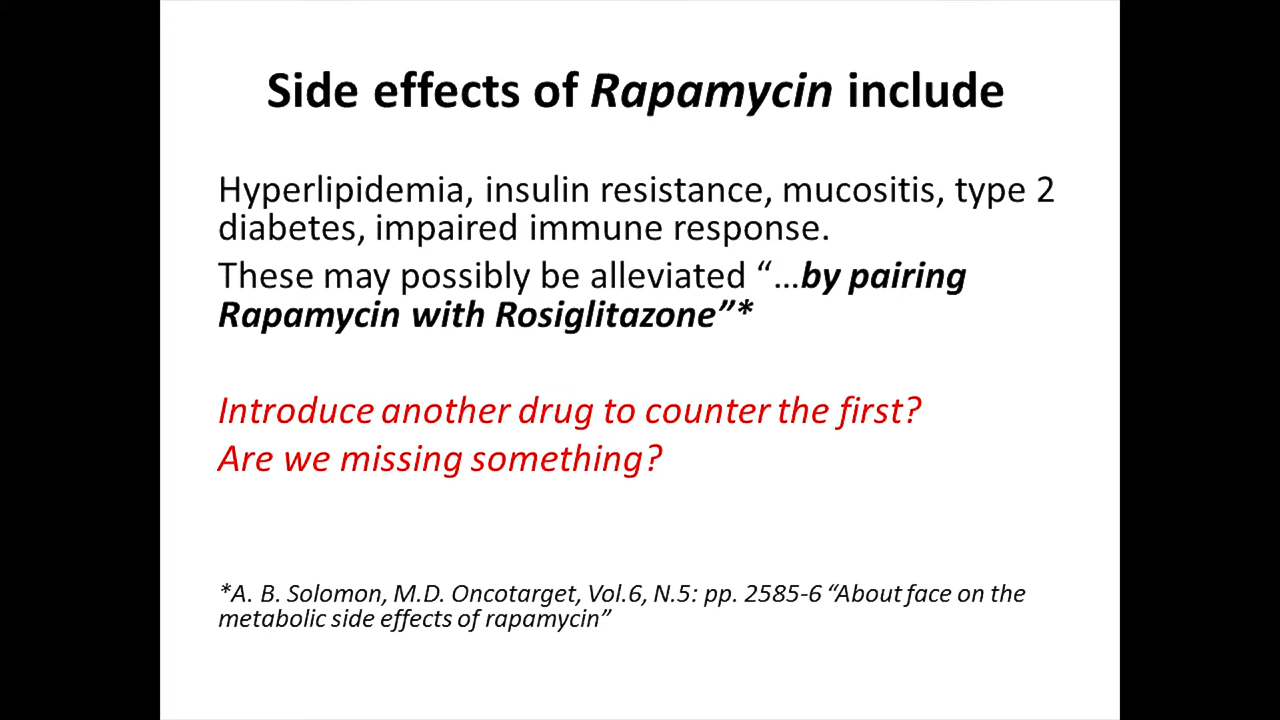 Side effects of Rapamycin include
Hyperlipidemia, insulin resistance, mucositis, type 2
diabetes, impaired immune response.
These may possibly be alleviated “…by pairing
Rapamycin with Rosiglitazone”*
Introduce another drug to counter the first?
Are we missing something?
*A. B. Solomon, M.D. Oncotarget, Vol.6, N.5: pp. 2585-6 “About face on the
metabolic side effects of rapamycin”